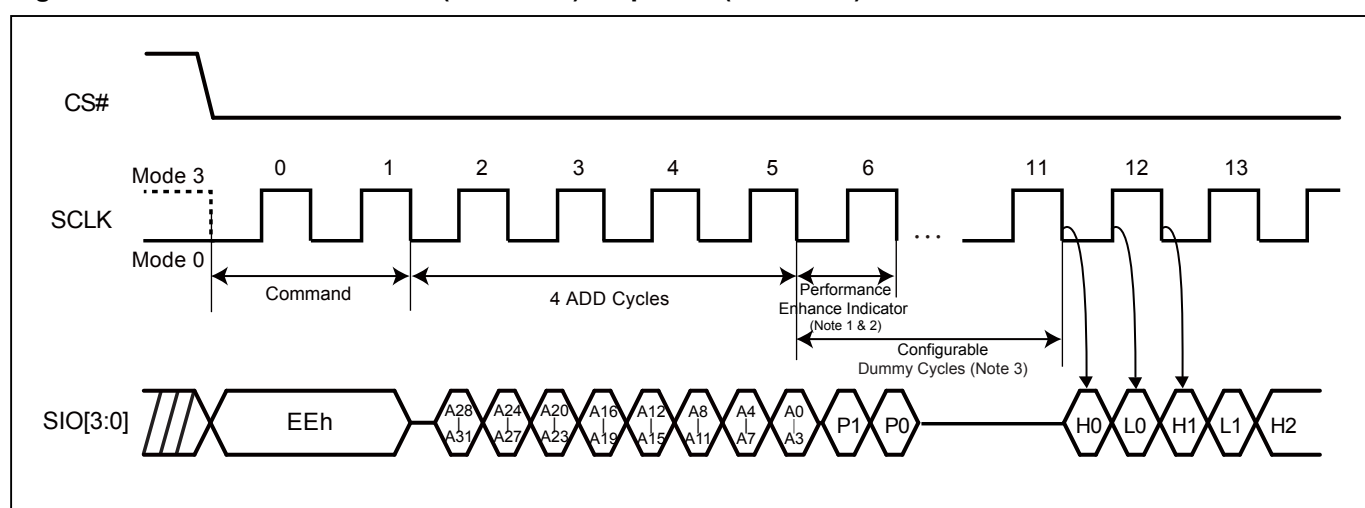 CS#
0 1 2 3 4 5 6 11 12 13
Mode 3
SCLK
...
Mode 0
Command
4 ADD Cycles
Performance
Enhance Indicator
(Note 1 & 2)
Configurable
Dummy Cycles (Note 3)
SIO[3:0]
EEh
A28
A31
A24
A27
A20
A23
A16
A19
A12
A15
A8
A11
A4
A7
A0
A3
P1
P0
H0
L0
H1
L1
H2